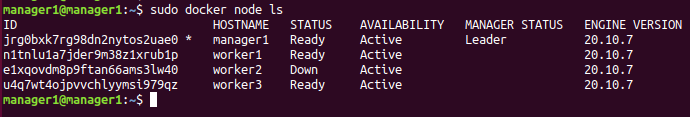 manager1@manager1:~$ sudo docker node ls
ID HOSTNAME STATUS AVAILABILITY MANAGER STATUS ENGINE VERSION
jrg0bxk7rg98dn2nytos2uae0 * manager1 Ready Active Leader 20.10.7
n1tnlu1a7jder9m38z1xrub1p worker1 Ready Active 20.10.7
e1xqovdm8p9ftan66ams3lw40 worker2 Down Active 20.10.7
u4q7wt4ojpvvchlyymsi979qz worker3 Ready Active 20.10.7
manager1@manager1:~$